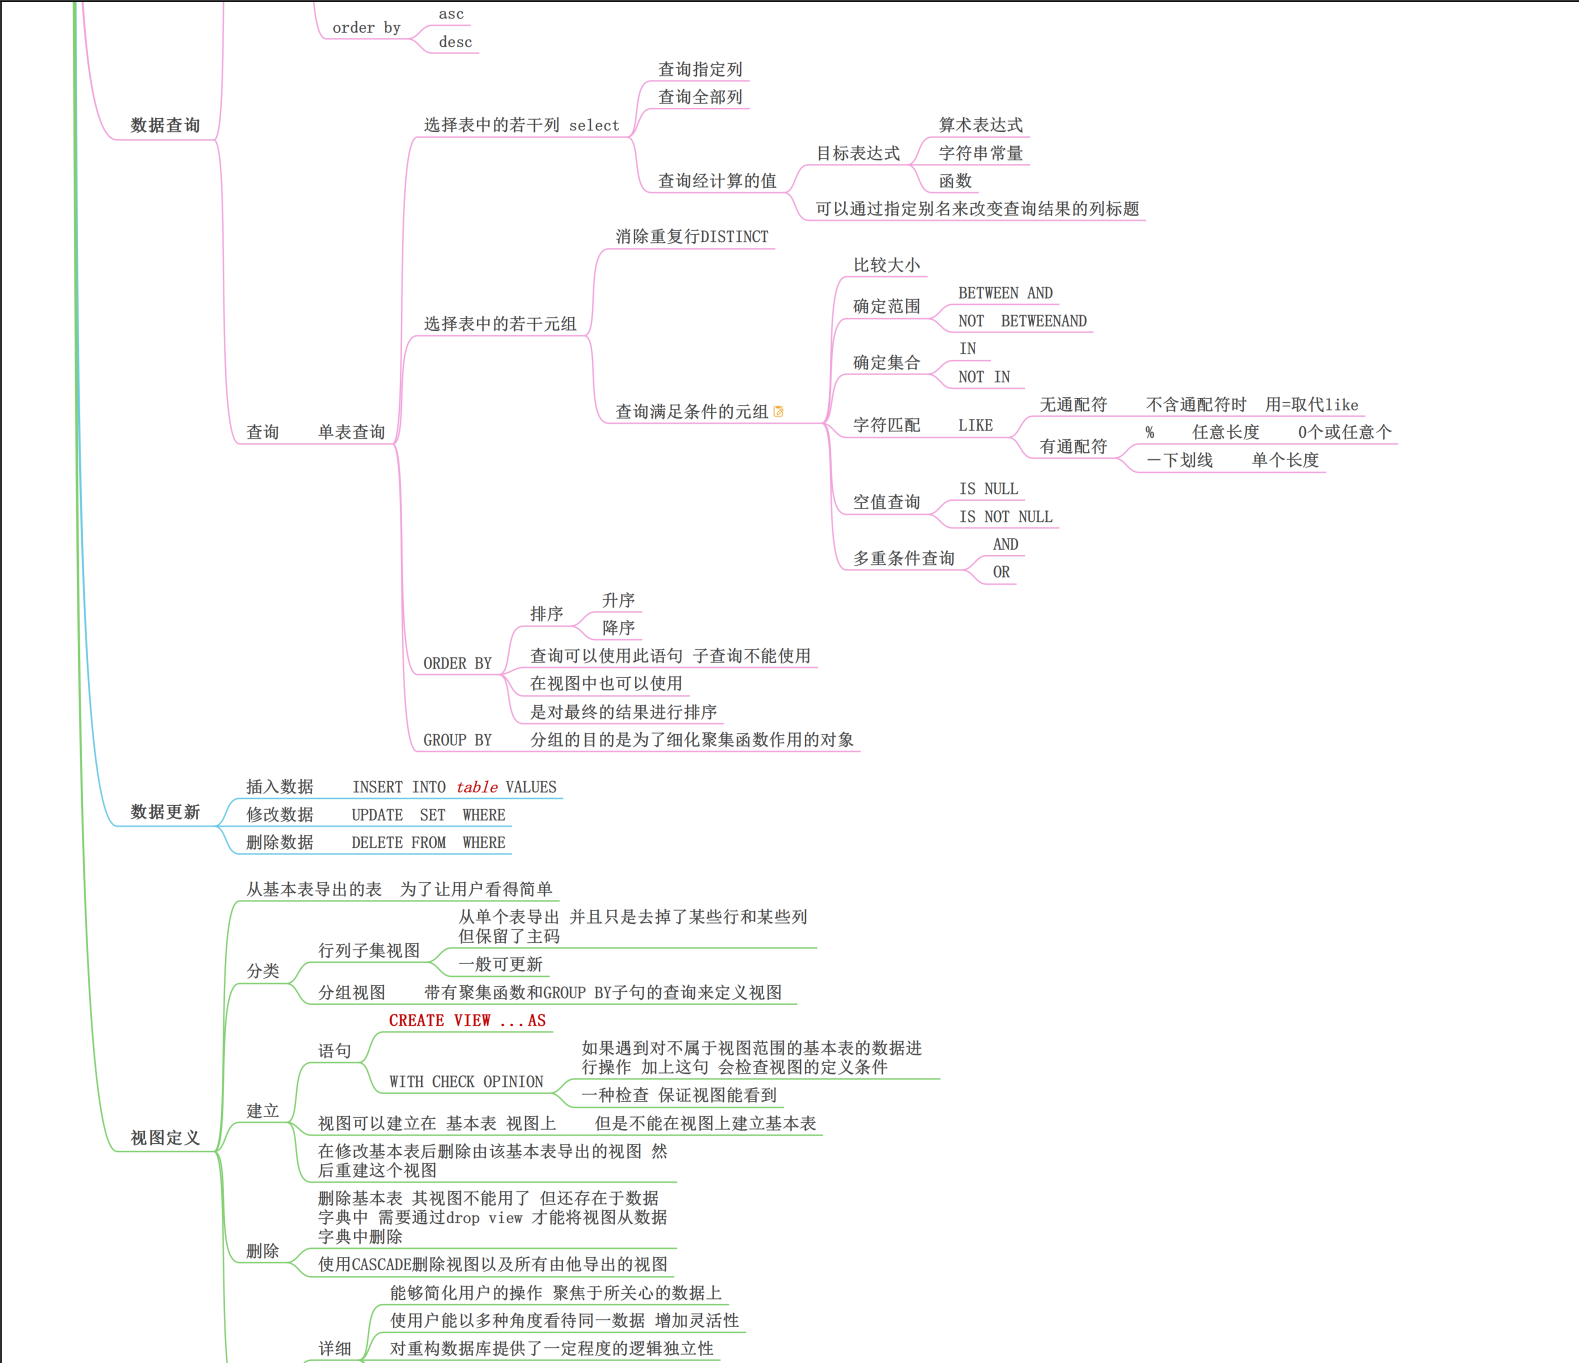 order by
asc
desc
数据查询
查询
单表查询
选择表中的若干列 select
查询指定列
查询全部列
查询经计算的值
目标表达式
算术表达式
字符串常量
函数
可以通过指定别名来改变查询结果的列标题
选择表中的若干元组
消除重复行DISTINCT
查询满足条件的元组
比较大小
确定范围
BETWEEN AND
NOT  BETWEENAND
确定集合
IN
NOT IN
字符匹配
LIKE
无通配符
不含通配符时  用=取代like
有通配符
%    任意长度    0个或任意个
一下划线    单个长度
空值查询
IS NULL
IS NOT NULL
多重条件查询
AND
OR
ORDER BY
排序
升序
降序
查询可以使用此语句 子查询不能使用
在视图中也可以使用
是对最终的结果进行排序
GROUP BY
分组的目的是为了细化聚集函数作用的对象
数据更新
插入数据
INSERT INTO table VALUES
修改数据
UPDATE  SET  WHERE
删除数据
DELETE FROM  WHERE
视图定义
从基本表导出的表  为了让用户看得简单
分类
行列子集视图
从单个表导出 并且只是去掉了某些行和某些列
但保留了主码
一般可更新
分组视图
带有聚集函数和GROUP BY子句的查询来定义视图
建立
语句
CREATE VIEW ...AS
WITH CHECK OPINION
如果遇到对不属于视图范围的基本表的数据进
行操作 加上这句 会检查视图的定义条件
一种检查 保证视图能看到
视图可以建立在 基本表 视图上    但是不能在视图上建立基本表
在修改基本表后删除由该基本表导出的视图 然
后重建这个视图
删除
删除基本表 其视图不能用了 但还存在于数据
字典中 需要通过drop view 才能将视图从数据
字典中删除
使用CASCADE删除视图以及所有由他导出的视图
详细
能够简化用户的操作 聚焦于所关心的数据上
使用户能以多种角度看待同一数据 增加灵活性
对重构数据库提供了一定程度的逻辑独立性